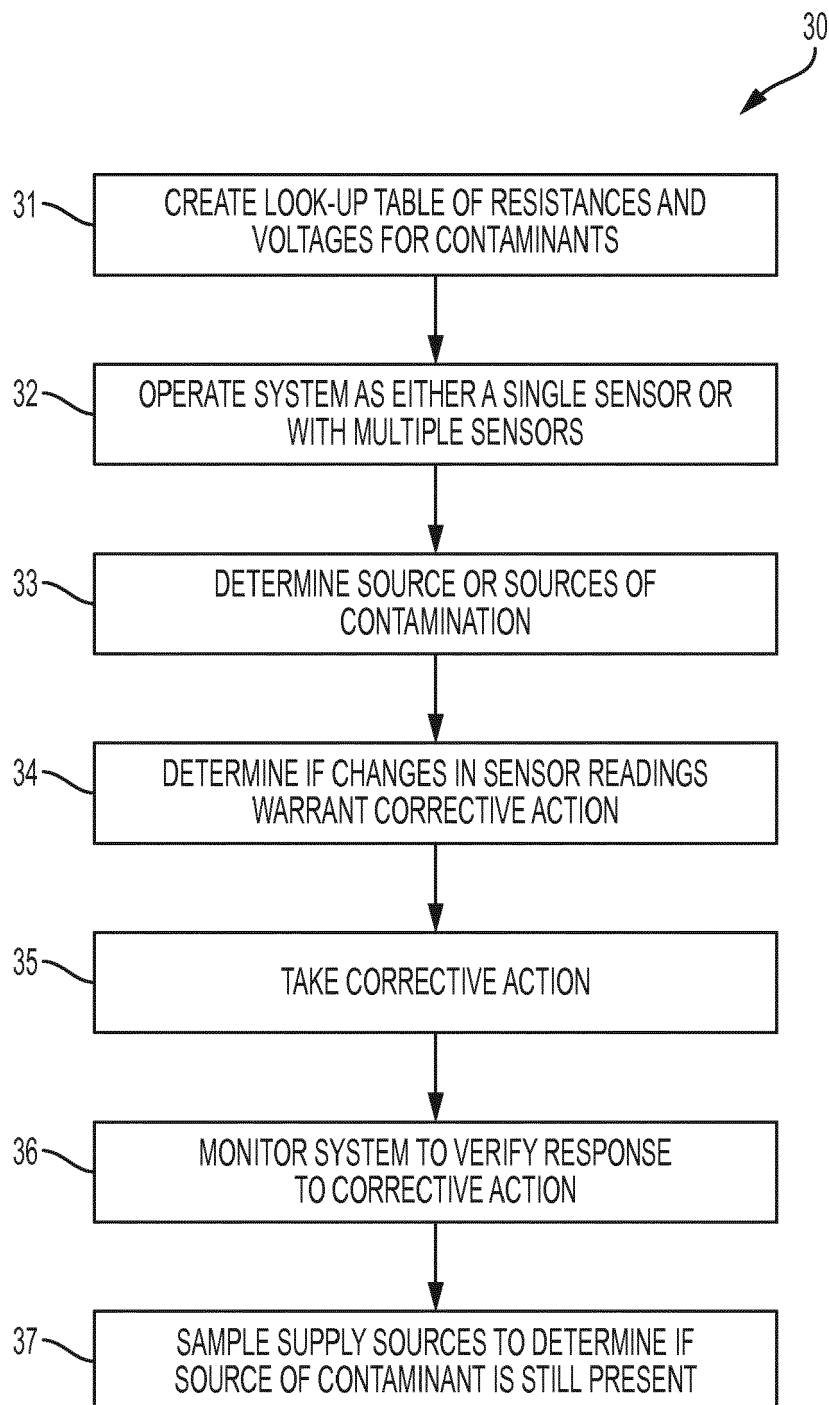 30
31
CREATE LOOK-UP TABLE OF RESISTANCES AND
VOLTAGES FOR CONTAMINANTS
32
OPERATE SYSTEM AS EITHER A SINGLE SENSOR OR
WITH MULTIPLE SENSORS
33
DETERMINE SOURCE OR SOURCES OF
CONTAMINATION
34
DETERMINE IF CHANGES IN SENSOR READINGS
WARRANT CORRECTIVE ACTION
35
TAKE CORRECTIVE ACTION
36
MONITOR SYSTEM TO VERIFY RESPONSE
TO CORRECTIVE ACTION
37
SAMPLE SUPPLY SOURCES TO DETERMINE IF
SOURCE OF CONTAMINANT IS STILL PRESENT